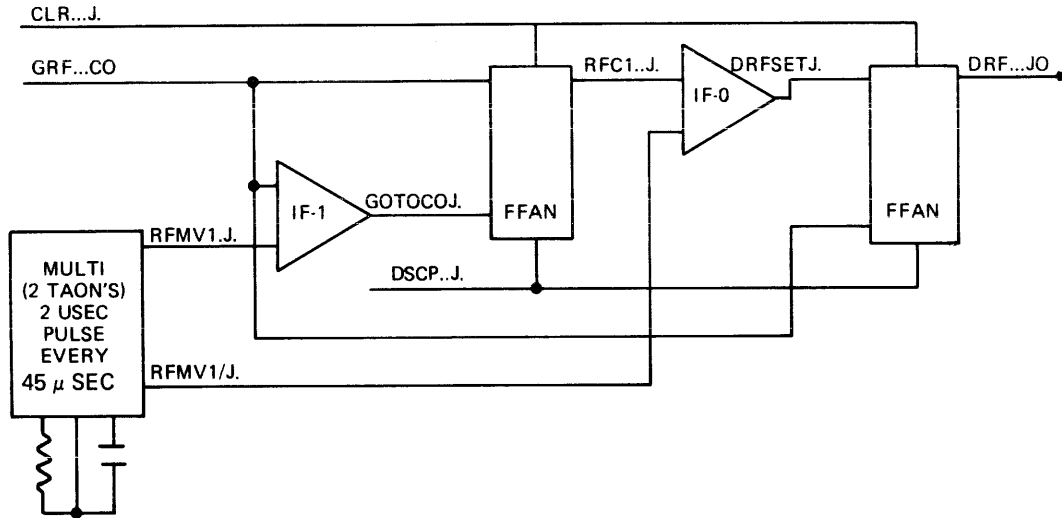 CLR...J.
GRF...CO
RFC1..J.
DRFSETJ.
DRF...JO
IF-0
IF-1
GOTOCOJ.
FFAN
FFAN
RFMV1.J.
DSCP..J.
MULTI
(2 TAON'S)
2 USEC
PULSE
EVERY
45 μ SEC
RFMV1/J.